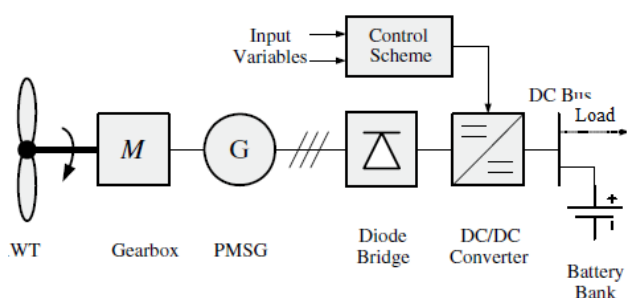 Input
Variables
Control
Scheme
DC Bus
Load
M
G
.WT
Gearbox
PMSG
Diode
Bridge
DC/DC
Converter
Battery
Bank